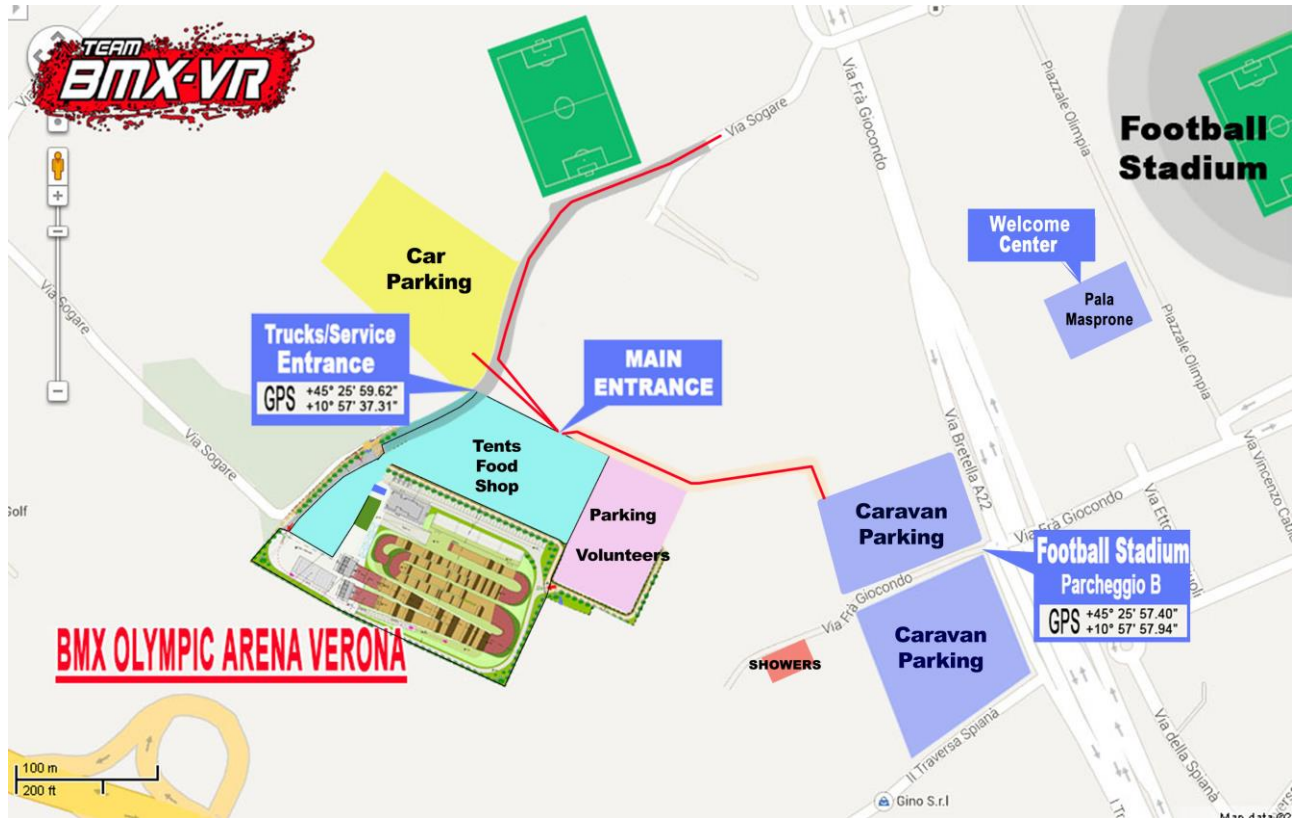 TEAM
BMX-VR
Via Sogare
Via Frà Giocondo
Piazzale Olimpia
Football
Stadium
Welcome
Center
Pala
Masprone
Piazzale Olimpia
Car
Parking
Via Sogare
Trucks/Service
Entrance
GPS +45° 25' 59.62"
+10° 57' 37.31"
MAIN
ENTRANCE
Via Sogare
Tents
Food
Shop
Parking
Volunteers
Caravan
Parking
Via Bretella A22
Via Frà Giocondo
Via Vincenzo
Football Stadium
Parcheggio B
GPS +45° 25' 57.40"
+10° 57' 57.94"
Golf
Via Frà Giocondo
Caravan
Parking
SHOWERS
BMX OLYMPIC ARENA VERONA
II Traversa Spianà
Via della Spianà
100 m
200 ft
Gino S.r.l